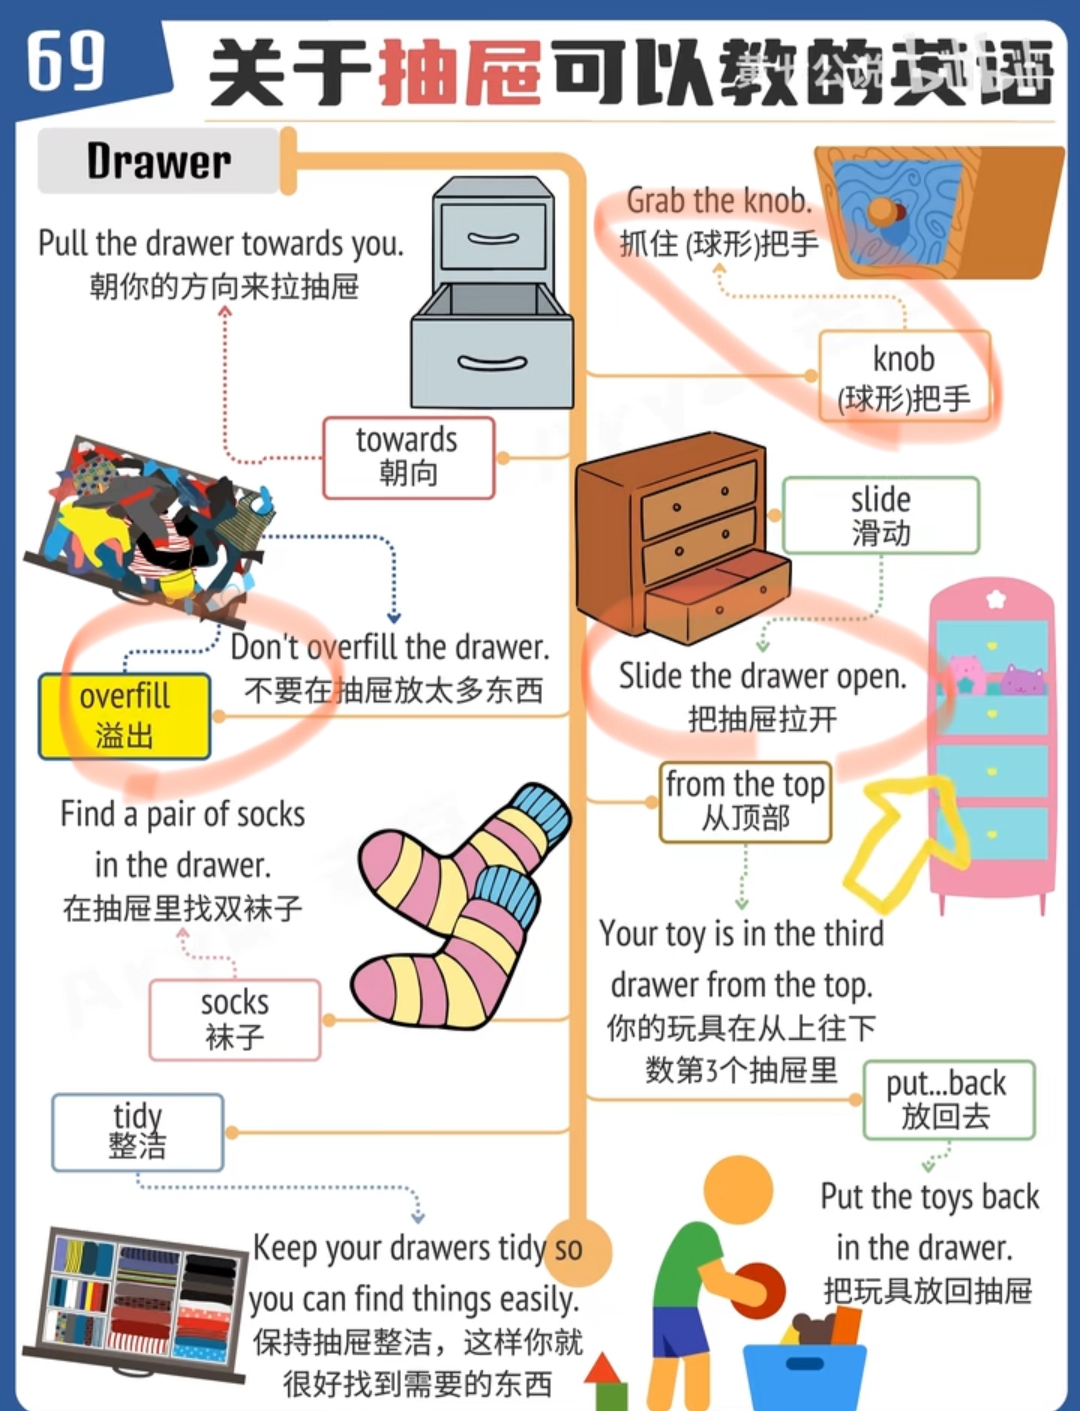 69
关于抽屉可以教的英语
Drawer
Pull the drawer towards you.
朝你的方向来拉抽屉
towards
朝向
Grab the knob.
抓住 (球形)把手
knob
(球形)把手
slide
滑动
Slide the drawer open.
把抽屉拉开
Don't overfill the drawer.
不要在抽屉放太多东西
overfill
溢出
from the top
从顶部
Your toy is in the third
drawer from the top.
你的玩具在从上往下
数第3个抽屉里
Find a pair of socks
in the drawer.
在抽屉里找双袜子
socks
袜子
put...back
放回去
Put the toys back
in the drawer.
把玩具放回抽屉
tidy
整洁
Keep your drawers tidy so
you can find things easily.
保持抽屉整洁，这样你就
很好找到需要的东西